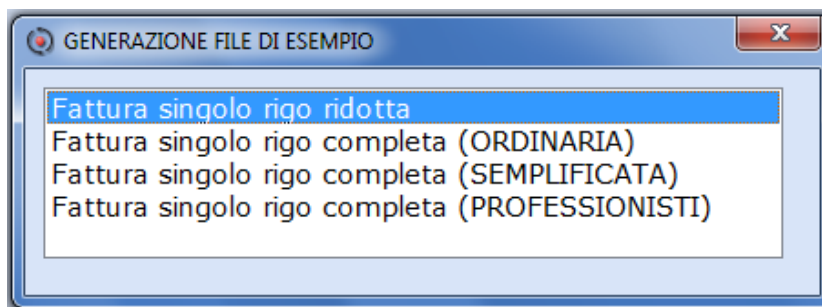 GENERAZIONE FILE DI ESEMPIO
Fattura singolo rigo ridotta
Fattura singolo rigo completa (ORDINARIA)
Fattura singolo rigo completa (SEMPLIFICATA)
Fattura singolo rigo completa (PROFESSIONISTI)